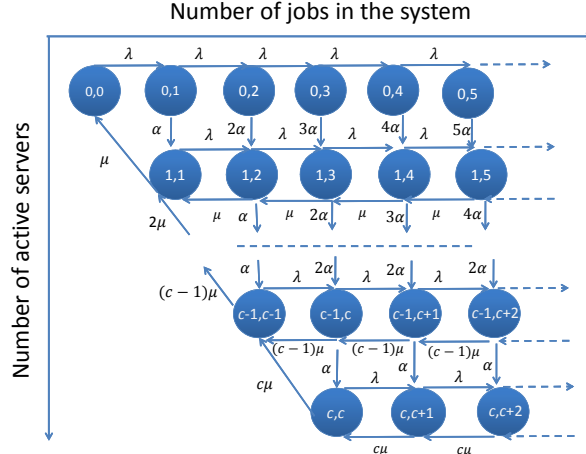 Number of jobs in the system
Number of active servers
λ λ λ λ λ
0,0 0,1 0,2 0,3 0,4 0,5
α 2α 3α 4α 5α
λ λ λ λ
1,1 1,2 1,3 1,4 1,5
μ
μ μ μ μ
α 2α 3α 4α
2μ
α 2α 2α 2α
λ λ λ
(c − 1)μ
c-1,c-1 c-1,c c-1,c+1 c-1,c+2
(c − 1)μ (c − 1)μ (c − 1)μ
α α α
λ λ
cμ
c,c c,c+1 c,c+2
cμ cμ